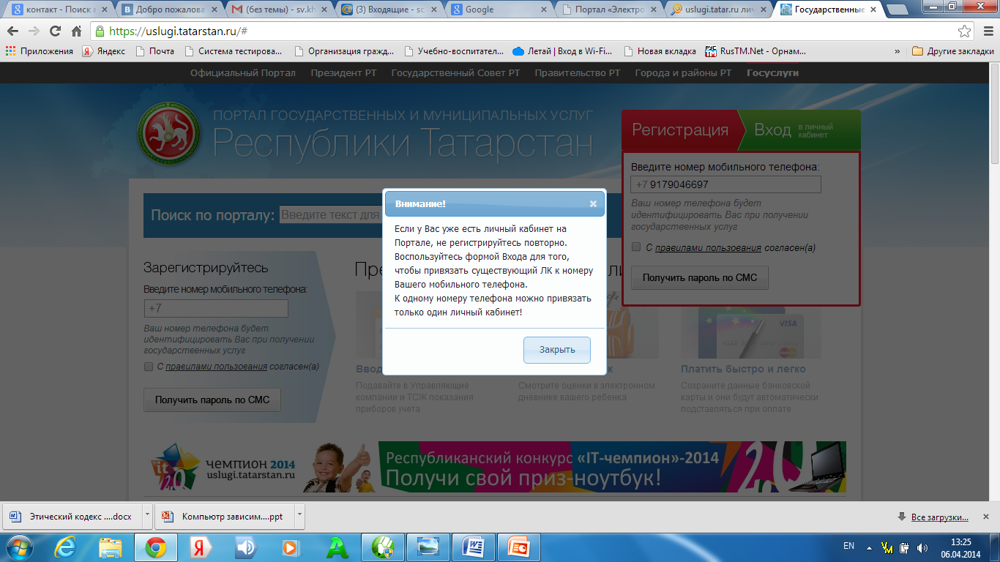 контакт - Поиск в
Добро пожалова
(без темы) - sv.kh
(3) Входящие - sc
Google
Портал «Электро
uslugi.tatar.ru ли
Государственные
https://uslugi.tatarstan.ru/#
Приложения
Яндекс
Почта
Система тестирова...
Организация гражд...
Учебно-воспитател...
Летай | Вход в Wi-Fi...
Новая вкладка
RusTM.Net - Орнам...
»
Другие закладки
Официальный Портал
Президент РТ
Государственный Совет РТ
Правительство РТ
Города и районы РТ
Госуслуги
ПОРТАЛ ГОСУДАРСТВЕННЫХ И МУНИЦИПАЛЬНЫХ УСЛУГ
Республики Татарстан
Регистрация
Вход
в личный
кабинет
Введите номер мобильного телефона:
+7 9179046697
Ваш номер телефона будет
идентифицировать Вас при получении
государственных услуг
С правилами пользования согласен(а)
Получить пароль по СМС
Поиск по порталу:
Введите текст для
Внимание!
Если у Вас уже есть личный кабинет на
Портале, не регистрируйтесь повторно.
Воспользуйтесь формой Входа для того,
чтобы привязать существующий ЛК к номеру
Вашего мобильного телефона.
К одному номеру телефона можно привязать
только один личный кабинет!
Закрыть
Зарегистрируйтесь
Введите номер мобильного телефона:
+7
Ваш номер телефона будет
идентифицировать Вас при получении
государственных услуг
С правилами пользования согласен(а)
Получить пароль по СМС
VISA
Подавайте в Управляющие
компании и ТСЖ показания
приборов учета
Смотрите оценки в электронном
дневнике вашего ребенка
Платить быстро и легко
Сохраните данные банковской
карты и они будут автоматически
подставляться при оплате
it
2.0
ЧЕМПИОН 2014
uslugi.tatarstan.ru
Республиканский конкурс «IT-чемпион»-2014
Получи свой приз-ноутбук!
2.0
Этический кодекс ....docx
Компьютр зависим....ppt
Все загрузки...
EN
13:25
06.04.2014